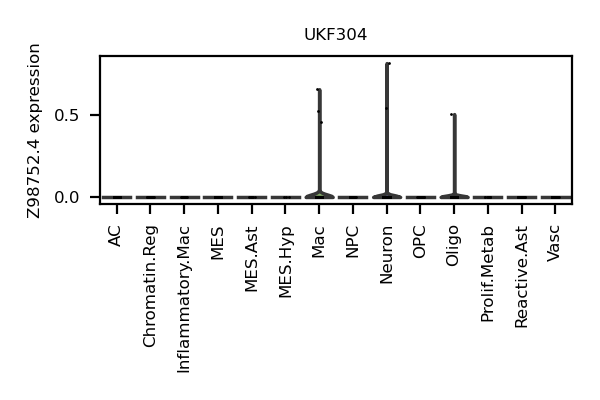 UKF304
Z98752.4 expression
0.5
0.0
AC
Chromatin.Reg
Inflammatory.Mac
MES
MES.Ast
MES.Hyp
Mac
NPC
Neuron
OPC
Oligo
Prolif.Metab
Reactive.Ast
Vasc